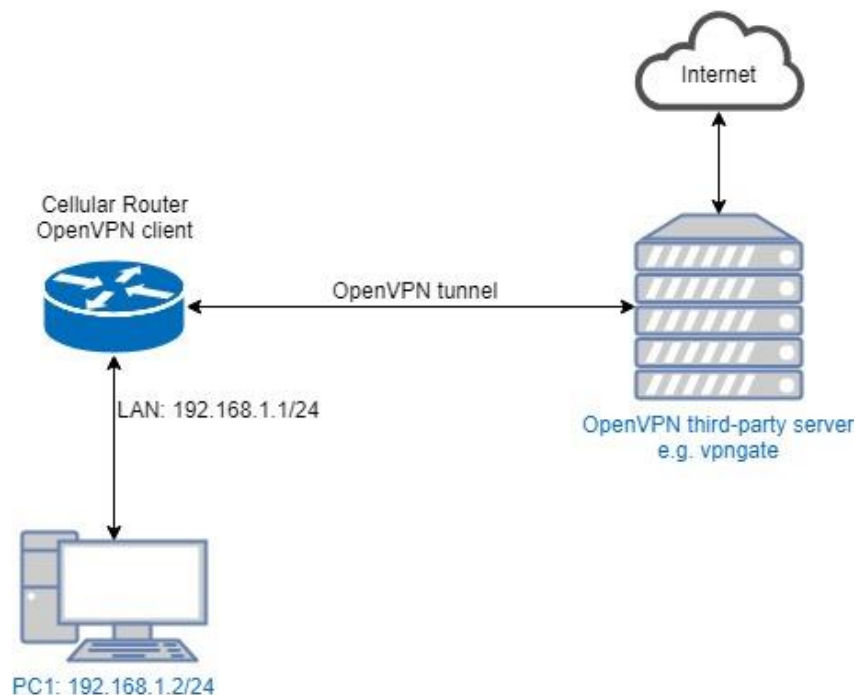 Internet
Cellular Router
OpenVPN client
OpenVPN tunnel
LAN: 192.168.1.1/24
OpenVPN third-party server
e.g. vpngate
PC1: 192.168.1.2/24